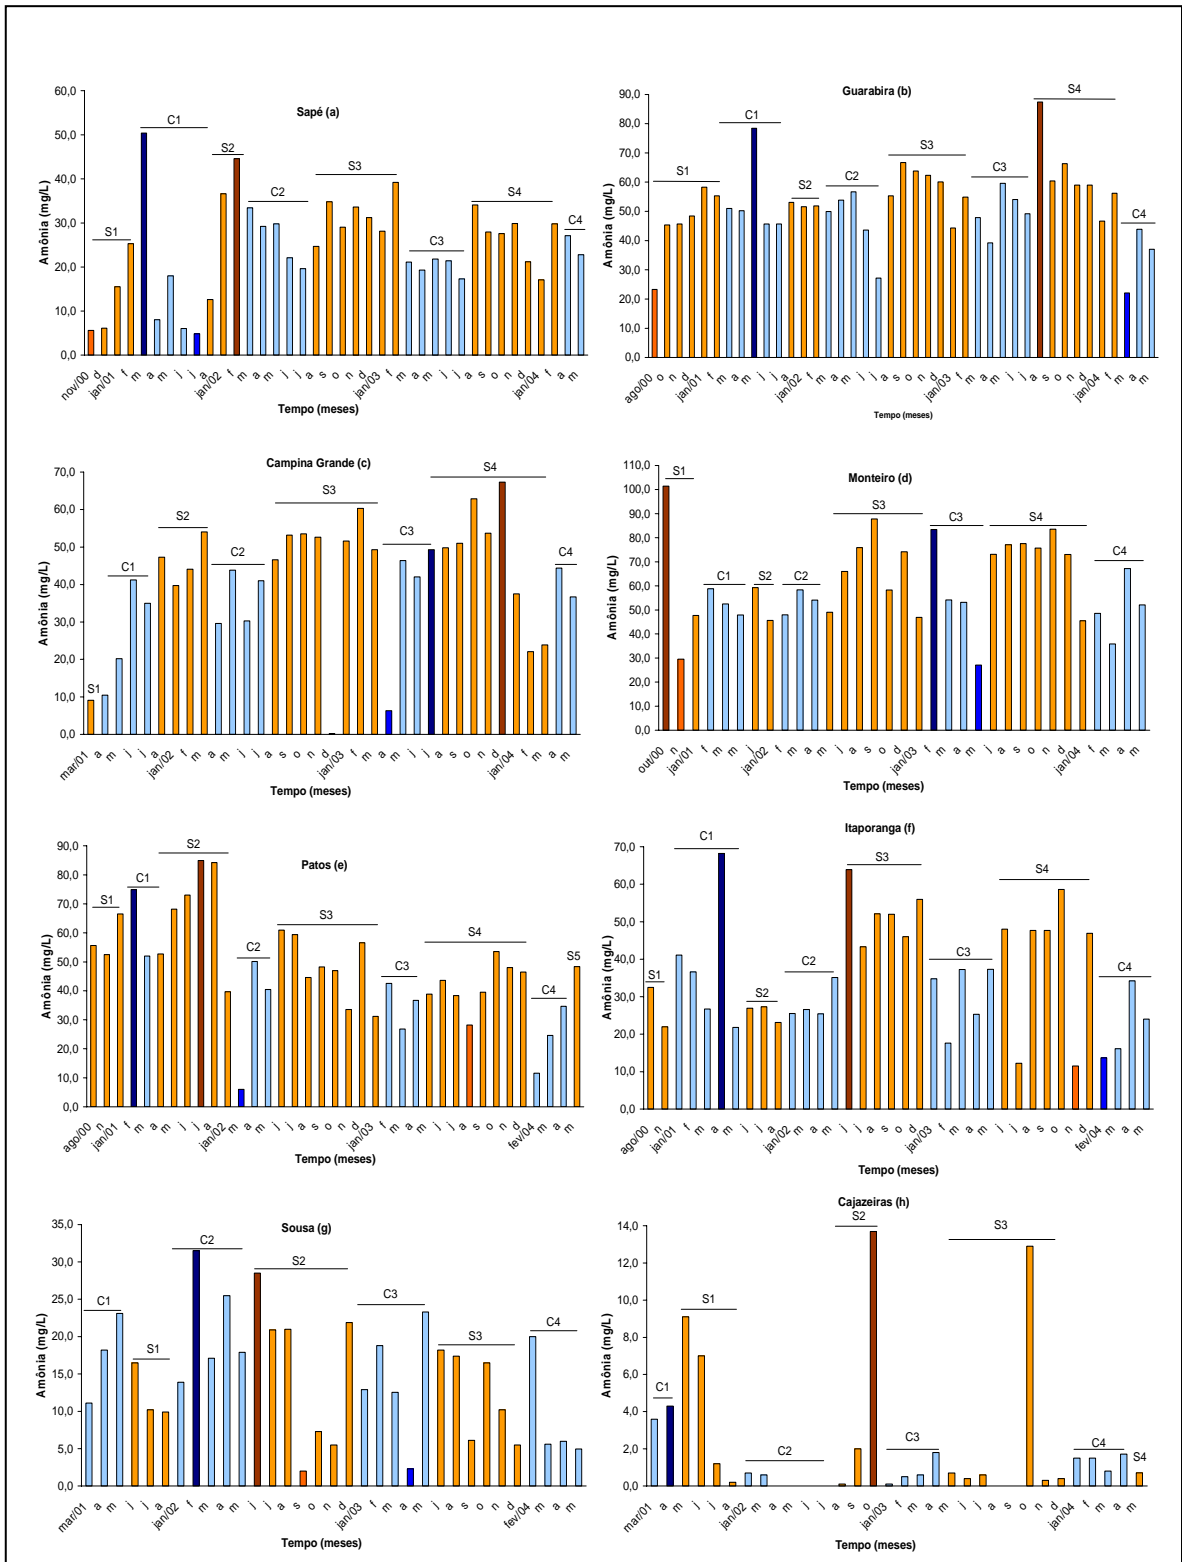 Sapé (a)
Amônia (mg/L)
60,0
50,0
40,0
30,0
20,0
10,0
0,0
S1
C1
S2
C2
S3
C3
S4
C4
nov/00 d jan/01 f m a m j j a jan/02 f m a m j j a s o n d jan/03 f m a m j j a s o n d jan/04 f a m
Tempo (meses)
Guarabira (b)
Amônia (mg/L)
90,0
80,0
70,0
60,0
50,0
40,0
30,0
20,0
10,0
0,0
S1
C1
S2
C2
S3
C3
S4
C4
ago/00 o n d jan/01 f m a m j j a jan/02 f m a m j j a s o n d jan/03 f m a m j j a s o n d jan/04 f m a m
Tempo (meses)
Campina Grande (c)
Amônia (mg/L)
70,0
60,0
50,0
40,0
30,0
20,0
10,0
0,0
S1
C1
S2
C2
S3
C3
S4
C4
mar/01 a m j j a jan/02 f m a m j j a s o n d jan/03 f m a m j j a s o n d jan/04 f m a m
Tempo (meses)
Monteiro (d)
Amônia (mg/L)
110,0
100,0
90,0
80,0
70,0
60,0
50,0
40,0
30,0
20,0
10,0
0,0
S1
C1
S2
C2
S3
C3
S4
C4
out/00 n jan/01 f m m j jan/02 f m a m j a s o d jan/03 f m a m j a s o n d jan/04 f m a m
Tempo (meses)
Patos (e)
Amônia (mg/L)
90,0
80,0
70,0
60,0
50,0
40,0
30,0
20,0
10,0
0,0
S1
C1
S2
C2
S3
C3
S4
C4
S5
ago/00 n jan/01 f m a m j j a jan/02 m a m j j a s o n d jan/03 f m a m j j a s o n d fev/04 m a m
Tempo (meses)
Itaporanga (f)
Amônia (mg/L)
70,0
60,0
50,0
40,0
30,0
20,0
10,0
0,0
S1
C1
S2
C2
S3
C3
S4
C4
ago/00 n jan/01 f m a m j j a jan/02 m a m j j a s o d jan/03 f m a m j j a s o n d fev/04 m a m
Tempo (meses)
Sousa (g)
Amônia (mg/L)
35,0
30,0
25,0
20,0
15,0
10,0
5,0
0,0
C1
S1
C2
S2
C3
S3
C4
mar/01 a m j j a jan/02 f m a m j j a s o n d jan/03 f m a m j j a s o n d fev/04 m a m
Tempo (meses)
Cajazeiras (h)
Amônia (mg/L)
14,0
12,0
10,0
8,0
6,0
4,0
2,0
0,0
C1
S1
C2
S2
C3
S3
C4
S4
mar/01 a m j j a jan/02 m a m j j a s o jan/03 f m a m j j a s o n d jan/04 f m a m
Tempo (meses)